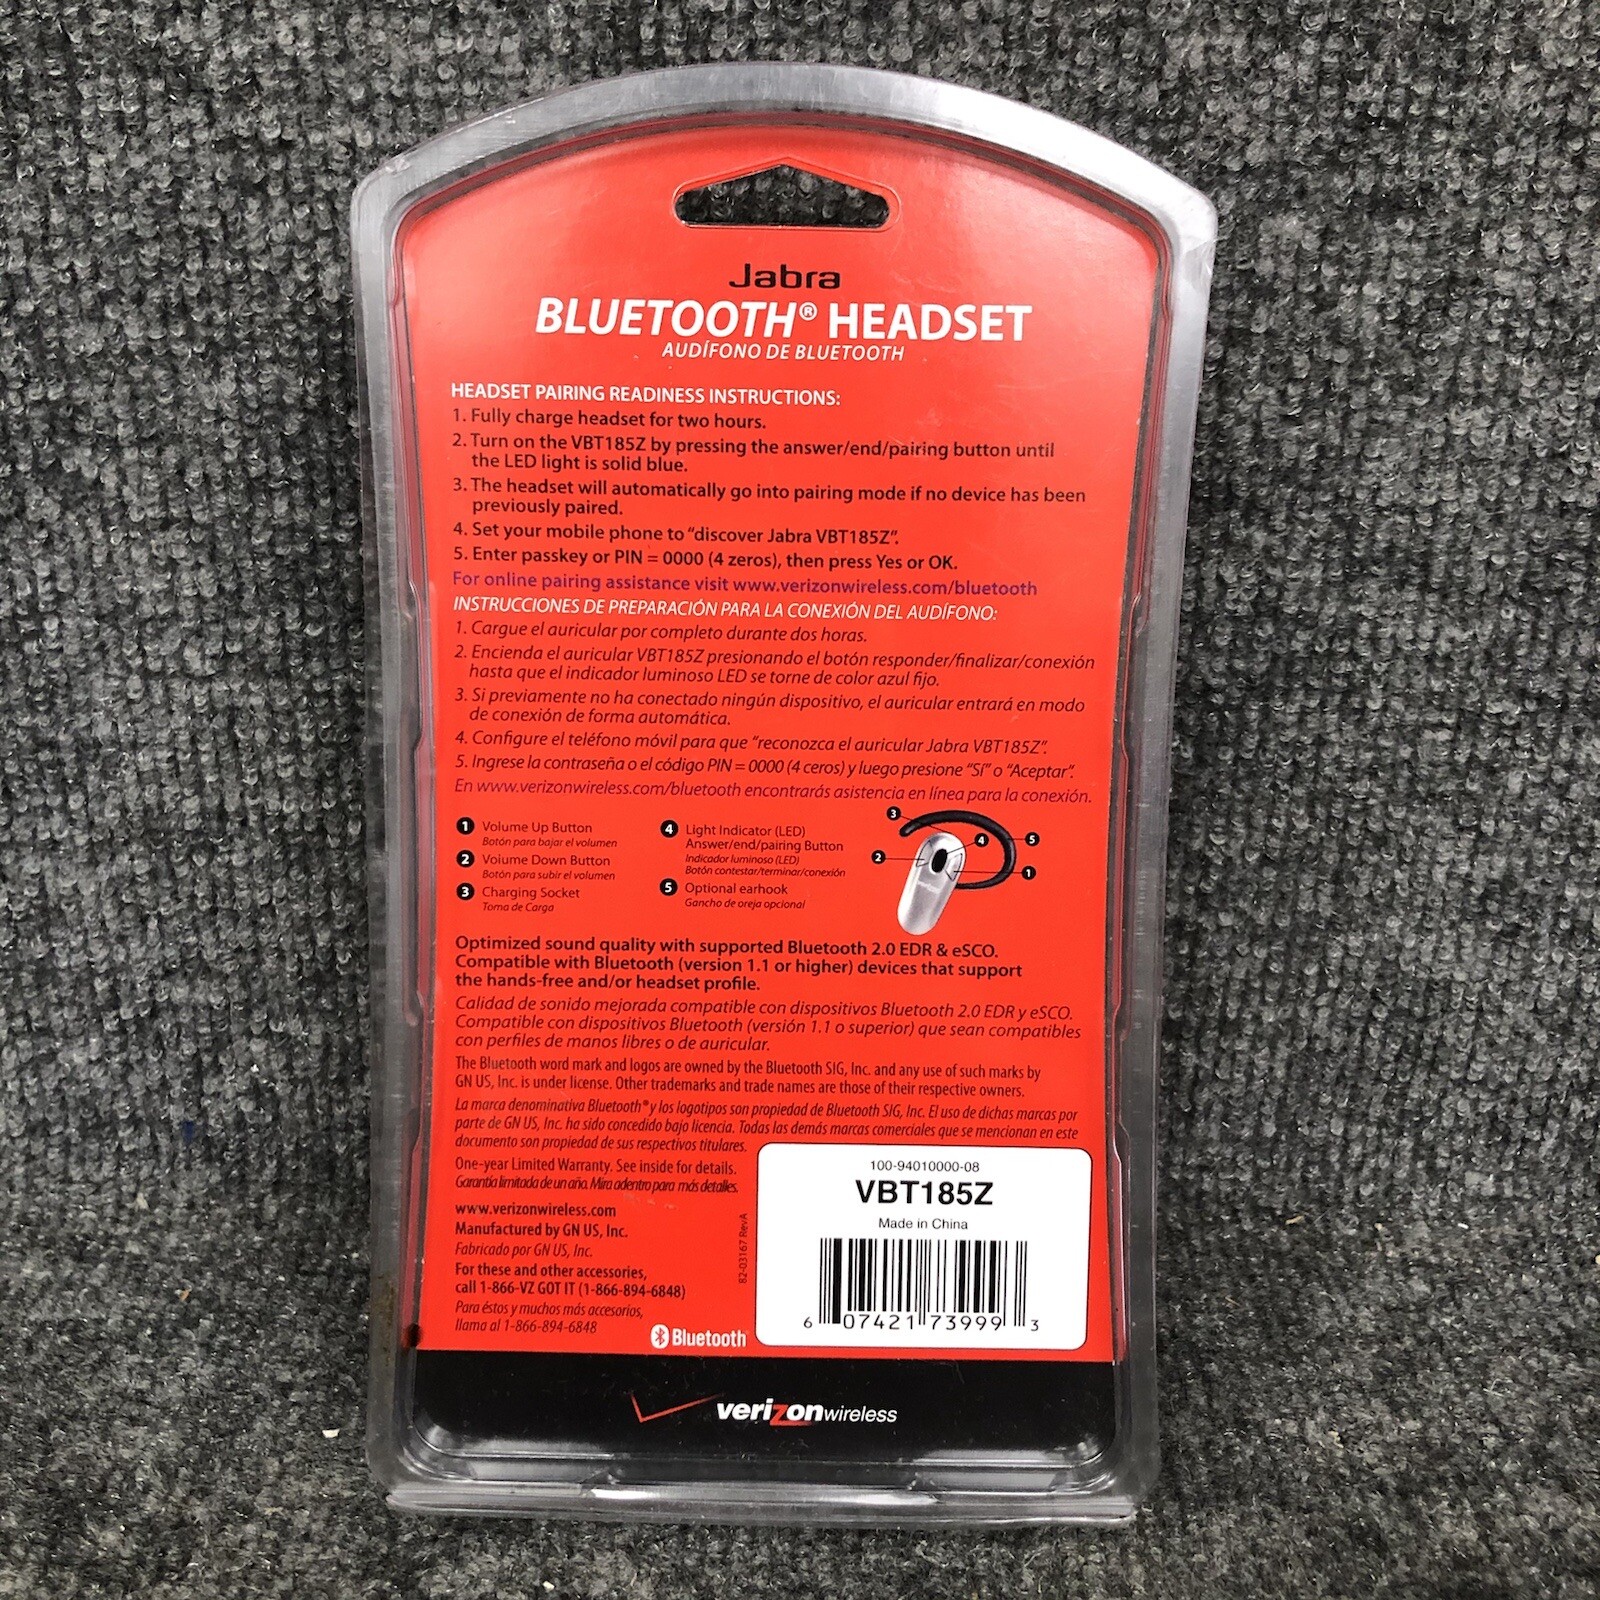 Jabra
BLUETOOTH® HEADSET
AUDÍFONO DE BLUETOOTH
HEADSET PAIRING READINESS INSTRUCTIONS:
1. Fully charge headset for two hours.
2. Turn on the VBT185Z by pressing the answer/end/pairing button until
the LED light is solid blue.
3. The headset will automatically go into pairing mode if no device has been
previously paired.
4. Set your mobile phone to “discover Jabra VBT185Z”.
5. Enter passkey or PIN = 0000 (4 zeros), then press Yes or OK.
For online pairing assistance visit www.verizonwireless.com/bluetooth
INSTRUCCIONES DE PREPARACIÓN PARA LA CONEXIÓN DEL AUDÍFONO:
1. Cargue el auricular por completo durante dos horas.
2. Encienda el auricular VBT185Z presionando el botón responder/finalizar/conexión
hasta que el indicador luminoso LED se torne de color azul fijo.
3. Si previamente no ha conectado ningún dispositivo, el auricular entrará en modo
de conexión de forma automática.
4. Configure el teléfono móvil para que “reconozca el auricular Jabra VBT185Z”.
5. Ingrese la contraseña o el código PIN = 0000 (4 ceros) y luego presione “Sí” o “Aceptar”.
En www.verizonwireless.com/bluetooth encontrarás asistencia en línea para la conexión.
1 Volume Up Button
Botón para bajar el volumen
2 Volume Down Button
Botón para subir el volumen
3 Charging Socket
Toma de Carga
4 Light Indicator (LED)
Answer/end/pairing Button
Indicador luminoso (LED)
Botón contestar/terminar/conexión
5 Optional earhook
Gancho de oreja opcional
3
4
5
2
1
Optimized sound quality with supported Bluetooth 2.0 EDR & eSCO.
Compatible with Bluetooth (version 1.1 or higher) devices that support
the hands-free and/or headset profile.
Calidad de sonido mejorada compatible con dispositivos Bluetooth 2.0 EDR y eSCO.
Compatible con dispositivos Bluetooth (versión 1.1 o superior) que sean compatibles
con perfiles de manos libres o de auricular.
The Bluetooth word mark and logos are owned by the Bluetooth SIG, Inc. and any use of such marks by
GN US, Inc. is under license. Other trademarks and trade names are those of their respective owners.
La marca denominativa Bluetooth® y los logotipos son propiedad de Bluetooth SIG, Inc. El uso de dichas marcas por
parte de GN US, Inc. ha sido concedido bajo licencia. Todas las demás marcas comerciales que se mencionan en este
documento son propiedad de sus respectivos titulares.
One-year Limited Warranty. See inside for details.
Garantía limitada de un año. Mira adentro para más detalles.
www.verizonwireless.com
Manufactured by GN US, Inc.
Fabricado por GN US, Inc.
For these and other accessories,
call 1-866-VZ GOT IT (1-866-894-6848)
Para éstos y muchos más accesorios,
llama al 1-866-894-6848
82-03167 RevA
Bluetooth
100-94010000-08
VBT185Z
Made in China
6 07421 73999 3
verizonwireless